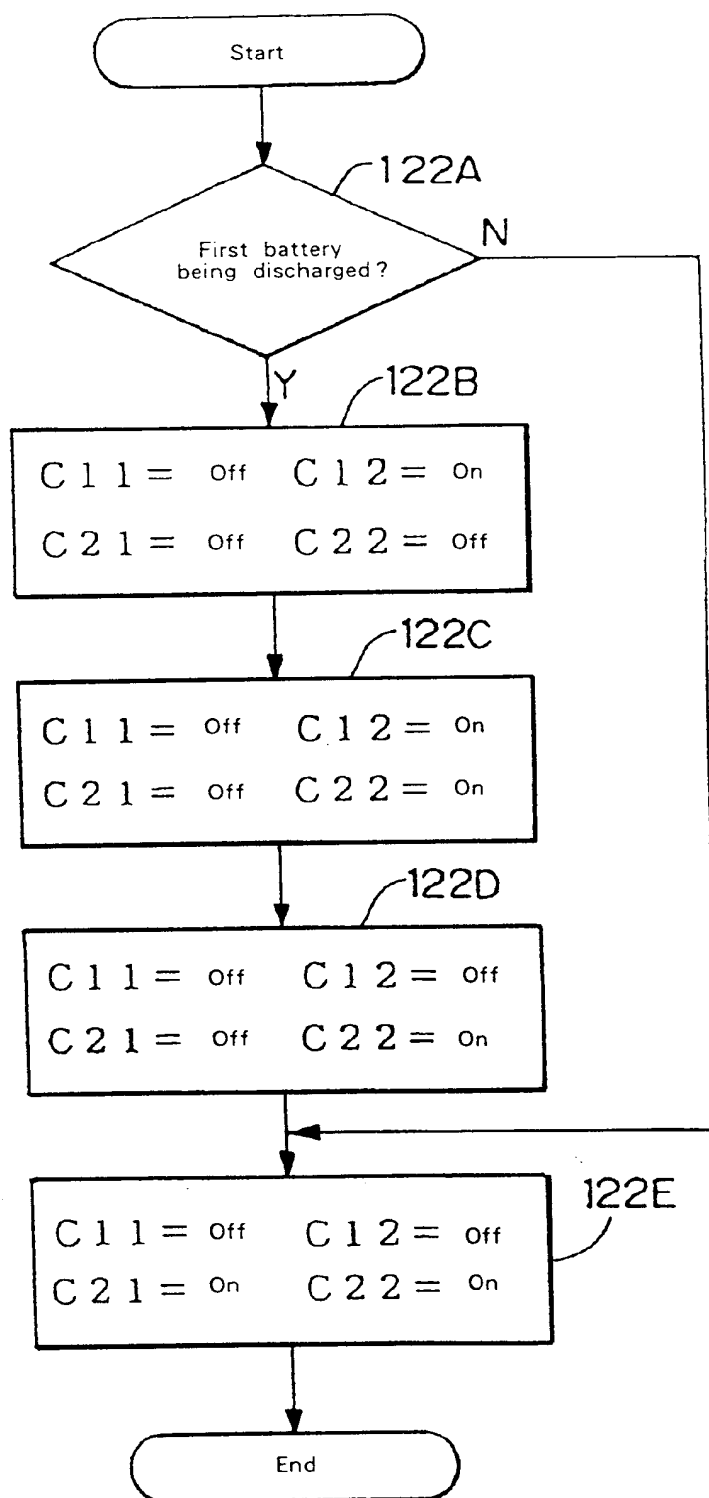 Start
122A
First battery
being discharged?
N
Y
122B
C11= Off C12= On
C21= Off C22= Off
122C
C11= Off C12= On
C21= Off C22= On
122D
C11= Off C12= Off
C21= Off C22= On
122E
C11= Off C12= Off
C21= On C22= On
End